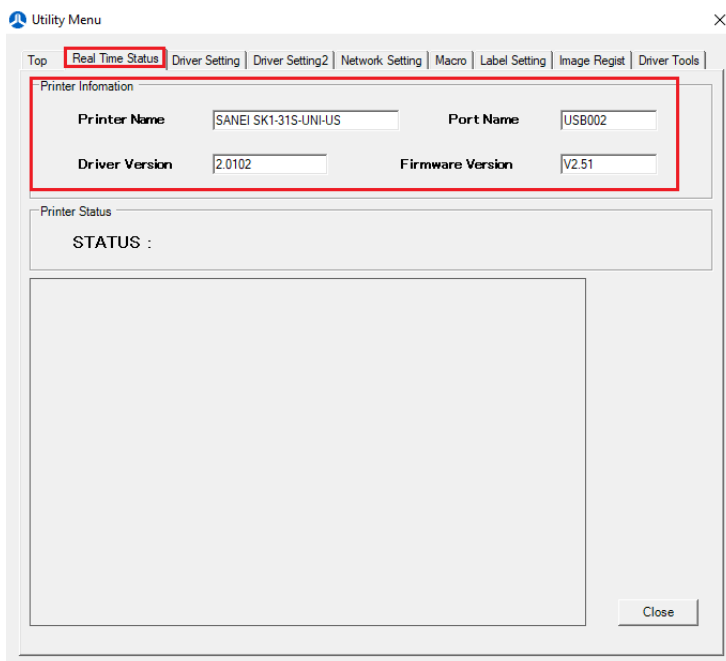 Utility Menu
Top Real Time Status Driver Setting Driver Setting2 Network Setting Macro Label Setting Image Regist Driver Tools
Printer Infomation
Printer Name SANEI SK1-31S-UNI-US Port Name USB002
Driver Version 2.0102 Firmware Version V2.51
Printer Status
STATUS :
Close